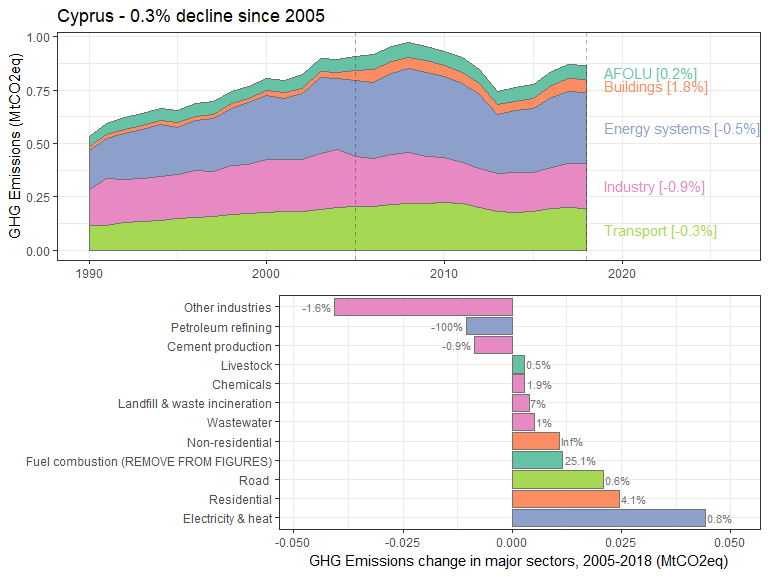 Cyprus - 0.3% decline since 2005
GHG Emissions (MtCO2eq)
1.00
0.75
0.50
0.25
0.00
1990
2000
2010
2020
AFOLU [0.2%]
Buildings [1.8%]
Energy systems [-0.5%]
Industry [-0.9%]
Transport [-0.3%]
Other industries
-1.6%
Petroleum refining
-100%
Cement production
-0.9%
Livestock
0.5%
Chemicals
1.9%
Landfill & waste incineration
7%
Wastewater
1%
Non-residential
Inf%
Fuel combustion (REMOVE FROM FIGURES)
25.1%
Road
0.6%
Residential
4.1%
Electricity & heat
0.8%
-0.050
-0.025
0.000
0.025
0.050
GHG Emissions change in major sectors, 2005-2018 (MtCO2eq)